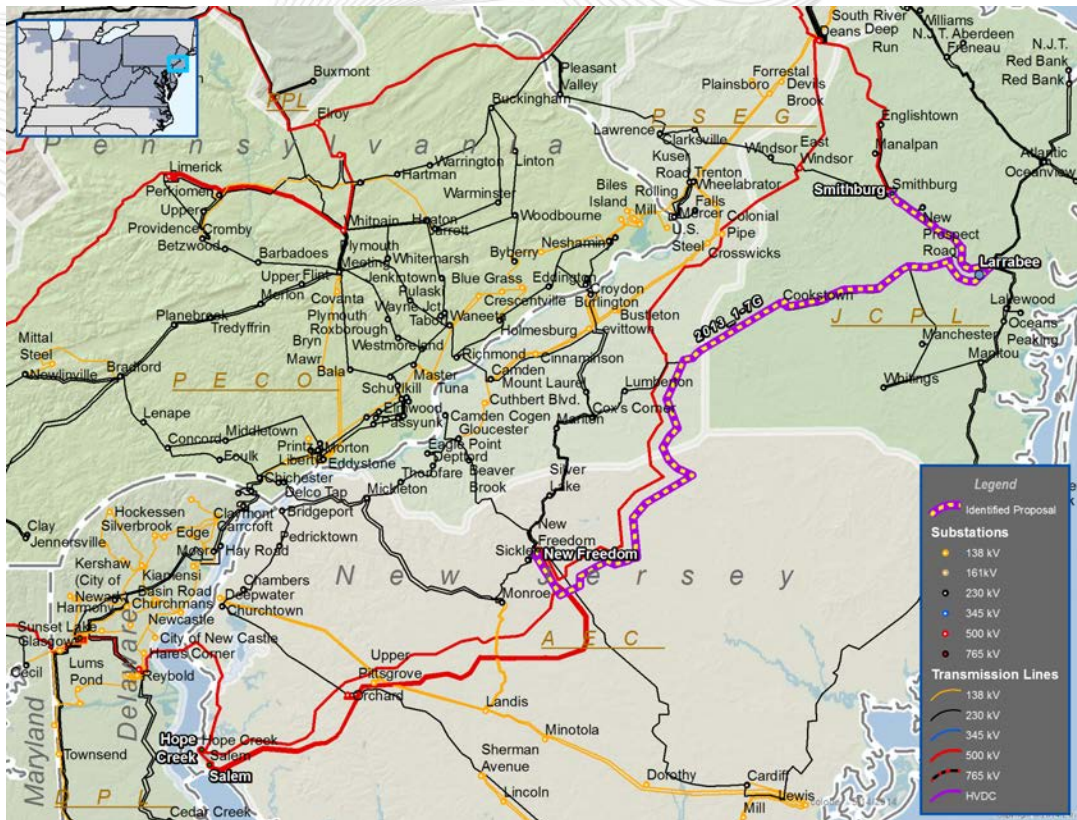 South River
Deans Deep
Run
Williams
N.J.T. Aberdeen
Freneau
N.J.T.
Red Bank
Red Bank
Buxmont
Pleasant
Valley
Forrestal
Plainsboro
Devils
Brook
PPL
Elroy
Buckingham
PSEG
Lawrence
Clarksville
Englishtown
Pennsylvania
Windsor
East
Windsor
Manalpan
Limerick
Warrington
Linton
Kuser
Road
Trenton
Atlantic
Oceanview
Hartman
Perkiomen
Warminster
Biles
Island
Rolling
Mill
Wheelabrator
Falls
Mercer
Smithburg
Smithburg
Upper
Providence
Cromby
Whitpain
Heaton
Jarrett
Woodbourne
U.S.
Steel
Colonial
Pipe
New
Prospect
Road
Betzwood
Barbadoes
Plymouth
Meeting
Whitemarsh
Byberry
Neshaminy
Crosswicks
Larrabee
Upper
Flint
Jenkintown
Blue Grass
Eddington
Merion
Covanta
Pulaski
Crescentville
Croydon
Burlington
2013_1-7G
Cookstown
Lakewood
Planebrook
Plymouth
Wayne Jct
Tabor
Waneeta
Bustleton
JCPL
Oceans
Peaking
Tredyffrin
Roxborough
Holmesburg
Levittown
Manchester
Mittal
Steel
Bryn
Mawr
Westmoreland
Richmond
Cinnaminson
Manitou
Newlinville
Bradford
Bala
Camden
Master
Mount Laurel
Lumberton
Whitings
PECO
Schuylkill
Tuna
Cuthbert Blvd.
Cox's Corner
Lenape
Elmwood
Passyunk
Camden Cogen
Marlton
Middletown
Printz
Morton
Gloucester
Concord
Liberty
Eagle Point
Foulk
Eddystone
Deptford
Silver
Lake
Chichester
Thorofare
Beaver
Brook
Delco Tap
Mickleton
Clay
Jennersville
Hockessen
Silverbrook
Claymont
Bridgeport
Edge
Moor
Carrcroft
Pedricktown
New
Freedom
Hay Road
Sickler
New Freedom
Kershaw
(City of
Newark)
Kiamensi
New Jersey
Basin Road
Chambers
Monroe
Harmony
Churchmans
Deepwater
Churchtown
Newcastle
AEC
Sunset Lake
Glasgow
City of New Castle
Hares Corner
Upper
Pittsgrove
Cecil
Lums
Pond
Reybold
Orchard
Landis
Maryland
Delaware
Hope
Creek
Hope Creek
Salem
Salem
Minotola
Townsend
Sherman
Avenue
DPL
Dorothy
Cardiff
Lincoln
Lewis
Mill
Cedar Creek
Legend
Identified Proposal
Substations
138 kV
161kV
230 kV
345 kV
500 kV
765 kV
Transmission Lines
138 kV
230 kV
345 kV
500 kV
765 kV
HVDC